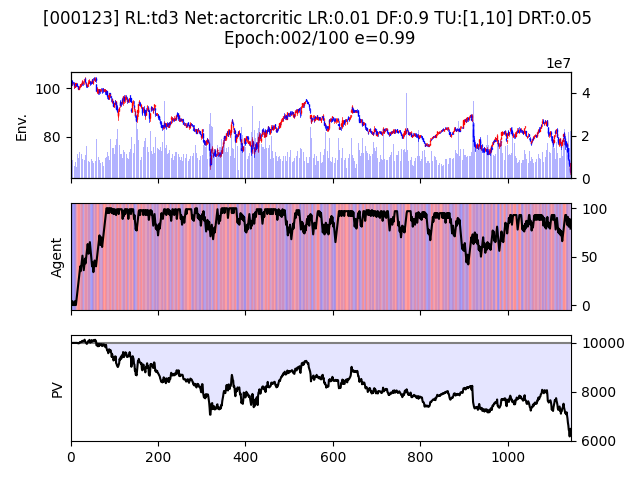 [000123] RL:td3 Net:actorcritic LR:0.01 DF:0.9 TU:[1,10] DRT:0.05
Epoch:002/100 e=0.99
1e7
Env.
100
80
4
2
0
Agent
100
50
0
PV
10000
8000
6000
0 200 400 600 800 1000